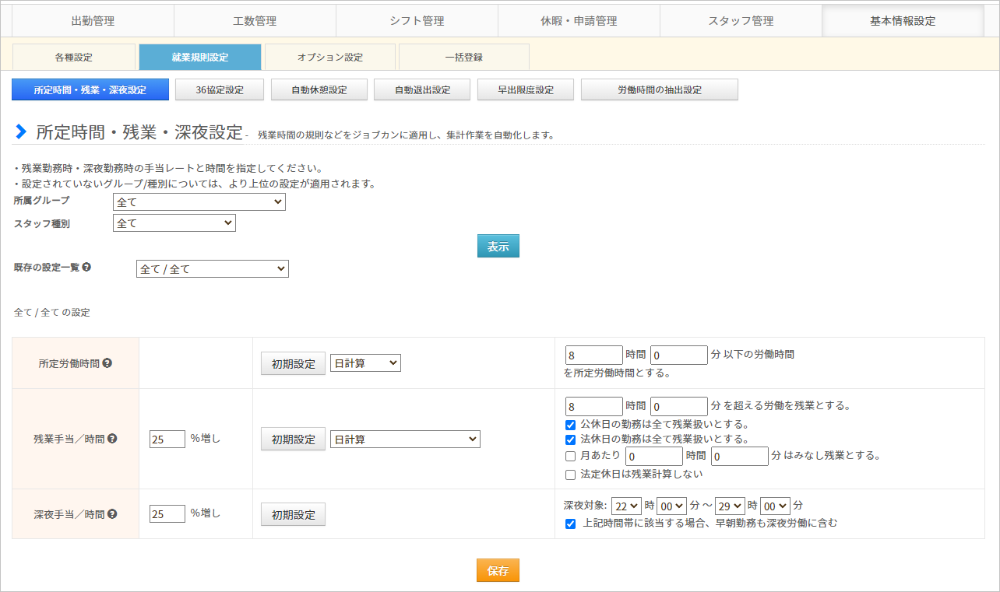 出勤管理 工数管理 シフト管理 休暇・申請管理 スタッフ管理 基本情報設定
各種設定 就業規則設定 オプション設定 一括登録
所定時間・残業・深夜設定 36協定設定 自動休憩設定 自動退出設定 早出限度設定 労働時間の抽出設定
所定時間・残業・深夜設定 - 残業時間の規則などをジョブカンに適用し、集計作業を自動化します。
・残業勤務時・深夜勤務時の手当レートと時間を指定してください。
・設定されていないグループ/種別については、より上位の設定が適用されます。
所属グループ 全て
スタッフ種別 全て
表示
既存の設定一覧 全て / 全て
全て / 全て の設定
所定労働時間 初期設定 日計算 8 時間 0 分 以下の労働時間
を所定労働時間とする。
残業手当／時間 25 %増し 初期設定 日計算 8 時間 0 分 を超える労働を残業とする。
公休日の勤務は全て残業扱いとする。
法休日の勤務は全て残業扱いとする。
月あたり 0 時間 0 分 はみなし残業とする。
法定休日は残業計算しない
深夜手当／時間 25 %増し 初期設定 深夜対象: 22 時 00 分 ～ 29 時 00 分
上記時間帯に該当する場合、早朝勤務も深夜労働に含む
保存